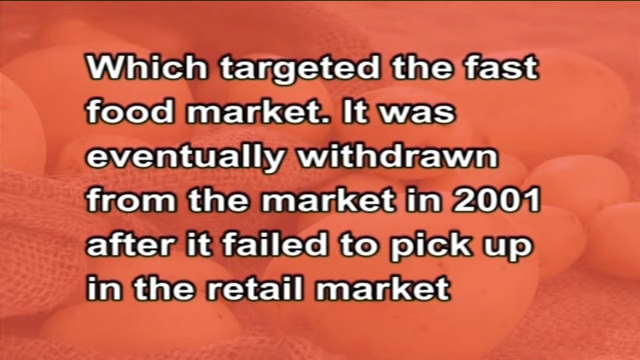 Which targeted the fast
food market. It was
eventually withdrawn
from the market in 2001
after it failed to pick up
in the retail market